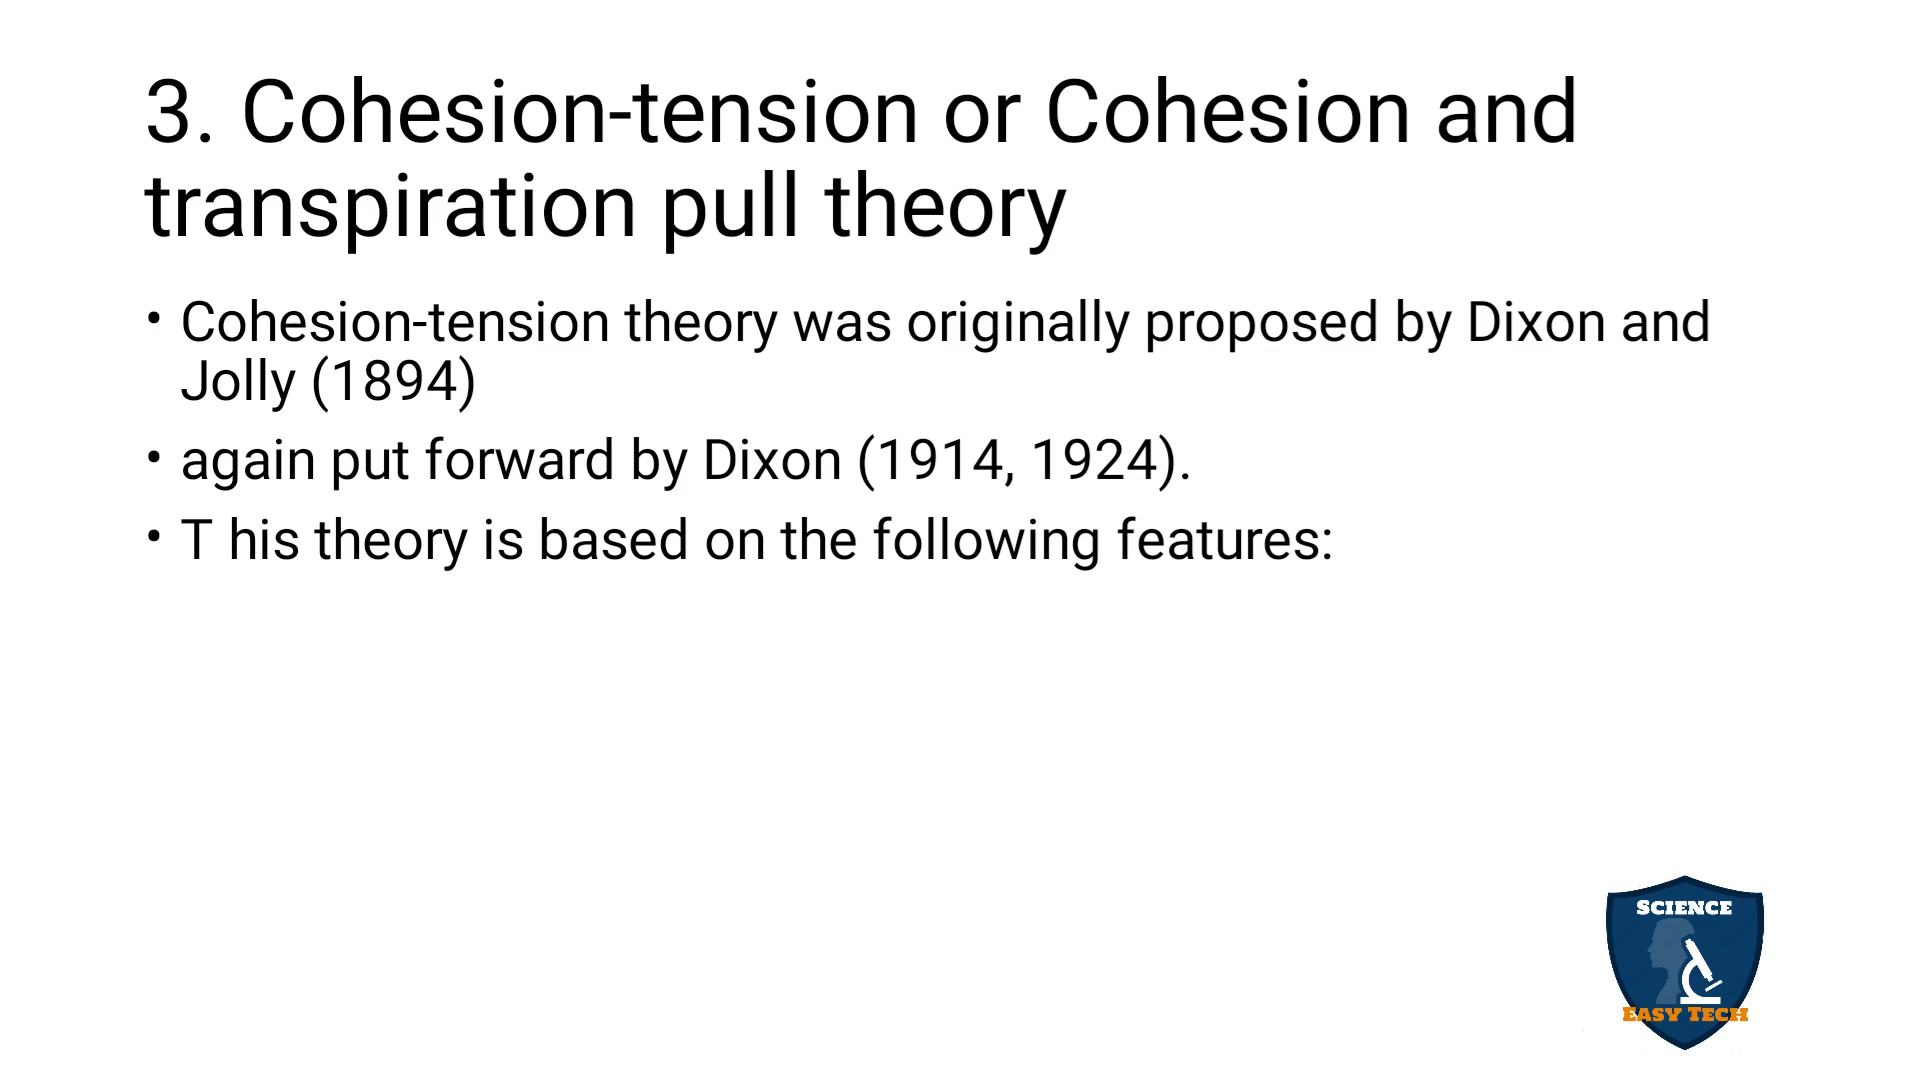 3. Cohesion-tension or Cohesion and
transpiration pull theory
• Cohesion-tension theory was originally proposed by Dixon and
Jolly (1894)
• again put forward by Dixon (1914, 1924).
• T his theory is based on the following features:
SCIENCE
EASY TECH